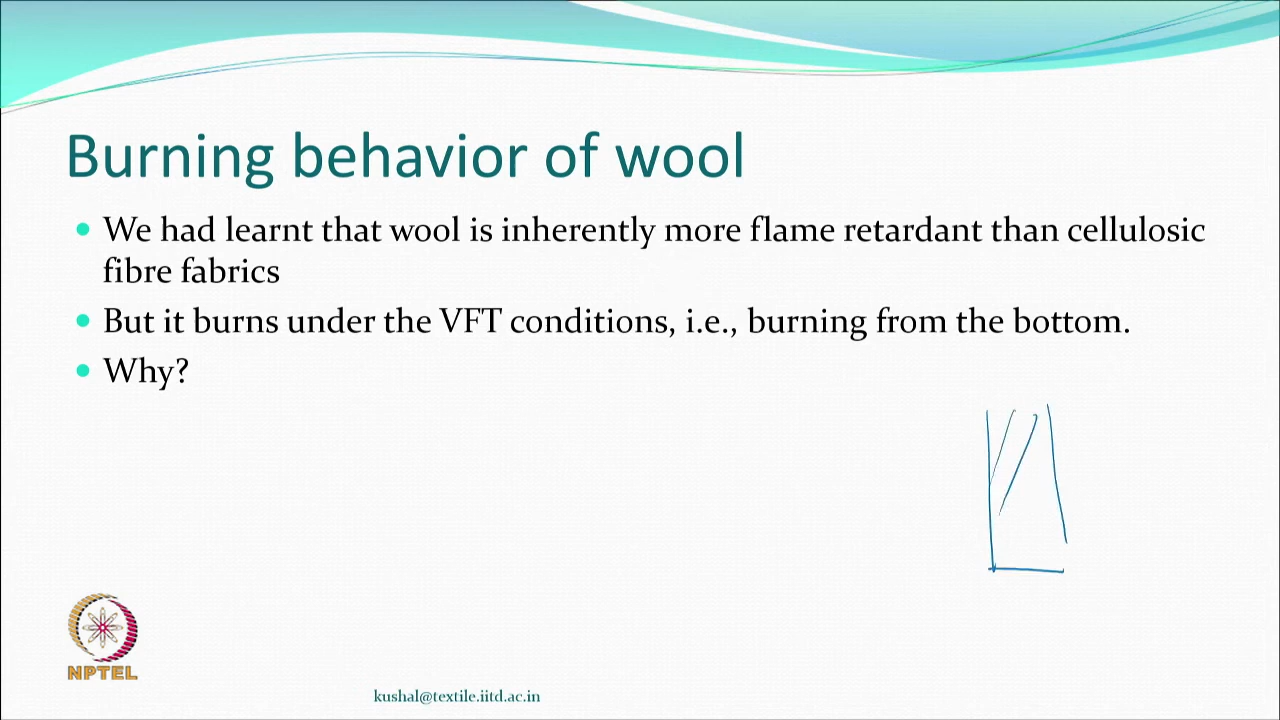 Burning behavior of wool
We had learnt that wool is inherently more flame retardant than cellulosic
fibre fabrics
But it burns under the VFT conditions, i.e., burning from the bottom.
Why?
NPTEL
kushal@textile.iitd.ac.in